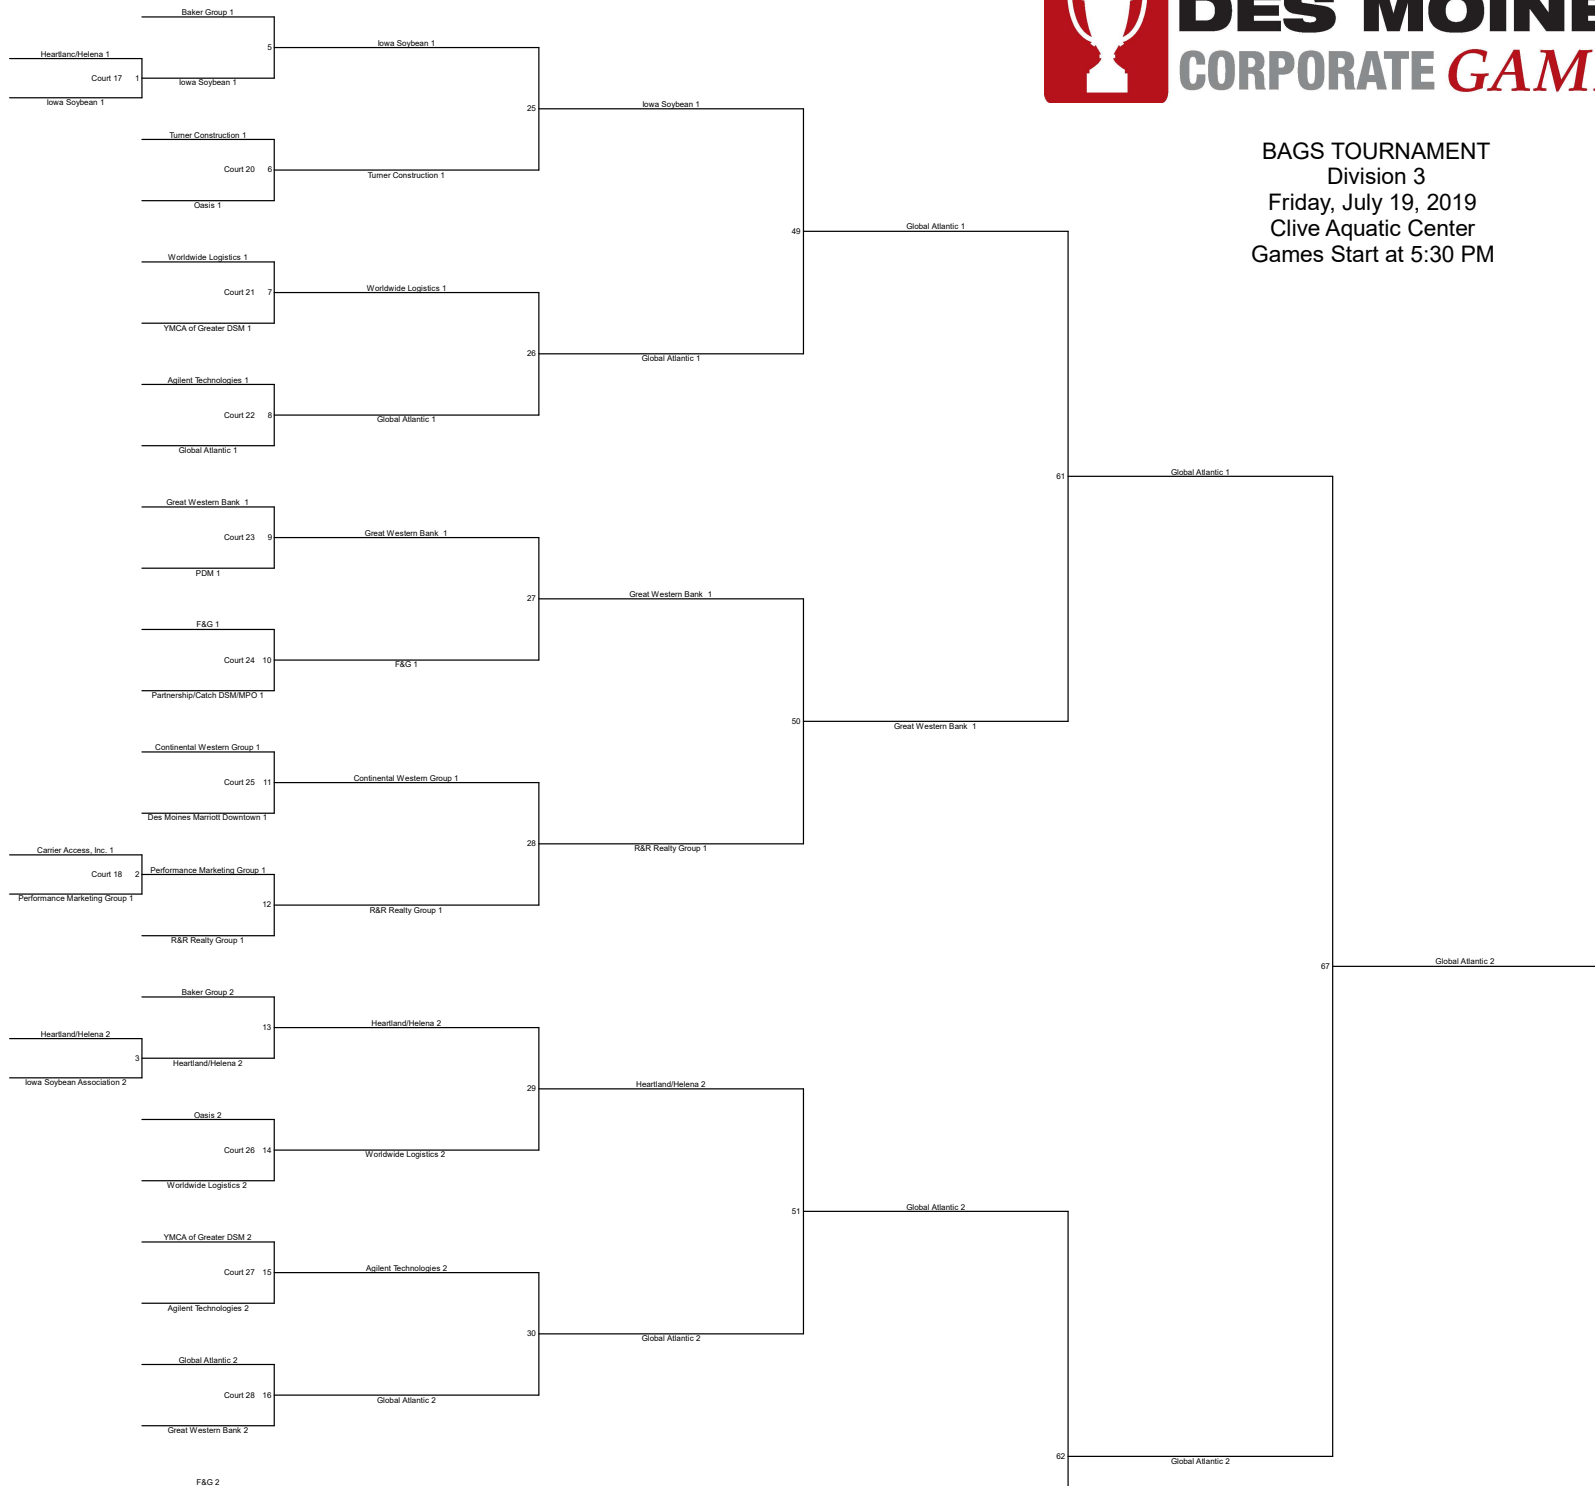 DES MOINE
CORPORATE GAM
BAGS TOURNAMENT
Division 3
Friday, July 19, 2019
Clive Aquatic Center
Games Start at 5:30 PM
Baker Group 1
5
Iowa Soybean 1
Heartlanc/Helena 1
Court 17 1
Iowa Soybean 1
Iowa Soybean 1
25
Iowa Soybean 1
Turner Construction 1
Court 20 6
Turner Construction 1
Oasis 1
49
Global Atlantic 1
Worldwide Logistics 1
Court 21 7
Worldwide Logistics 1
YMCA of Greater DSM 1
26
Global Atlantic 1
Agilent Technologies 1
Court 22 8
Global Atlantic 1
Global Atlantic 1
61
Global Atlantic 1
Great Western Bank 1
Court 23 9
Great Western Bank 1
PDM 1
27
Great Western Bank 1
F&G 1
Court 24 10
F&G 1
Partnership/Catch DSM/MPO 1
50
Great Western Bank 1
Continental Western Group 1
Court 25 11
Continental Western Group 1
Des Moines Marriott Downtown 1
28
R&R Realty Group 1
Carrier Access, Inc. 1
Court 18 2
Performance Marketing Group 1
Performance Marketing Group 1
12
R&R Realty Group 1
R&R Realty Group 1
67
Global Atlantic 2
Baker Group 2
13
Heartland/Helena 2
Heartland/Helena 2
3
Heartland/Helena 2
Iowa Soybean Association 2
29
Heartland/Helena 2
Oasis 2
Court 26 14
Worldwide Logistics 2
Worldwide Logistics 2
51
Global Atlantic 2
YMCA of Greater DSM 2
Court 27 15
Agilent Technologies 2
Agilent Technologies 2
30
Global Atlantic 2
Global Atlantic 2
Court 28 16
Global Atlantic 2
Great Western Bank 2
62
Global Atlantic 2
F&G 2